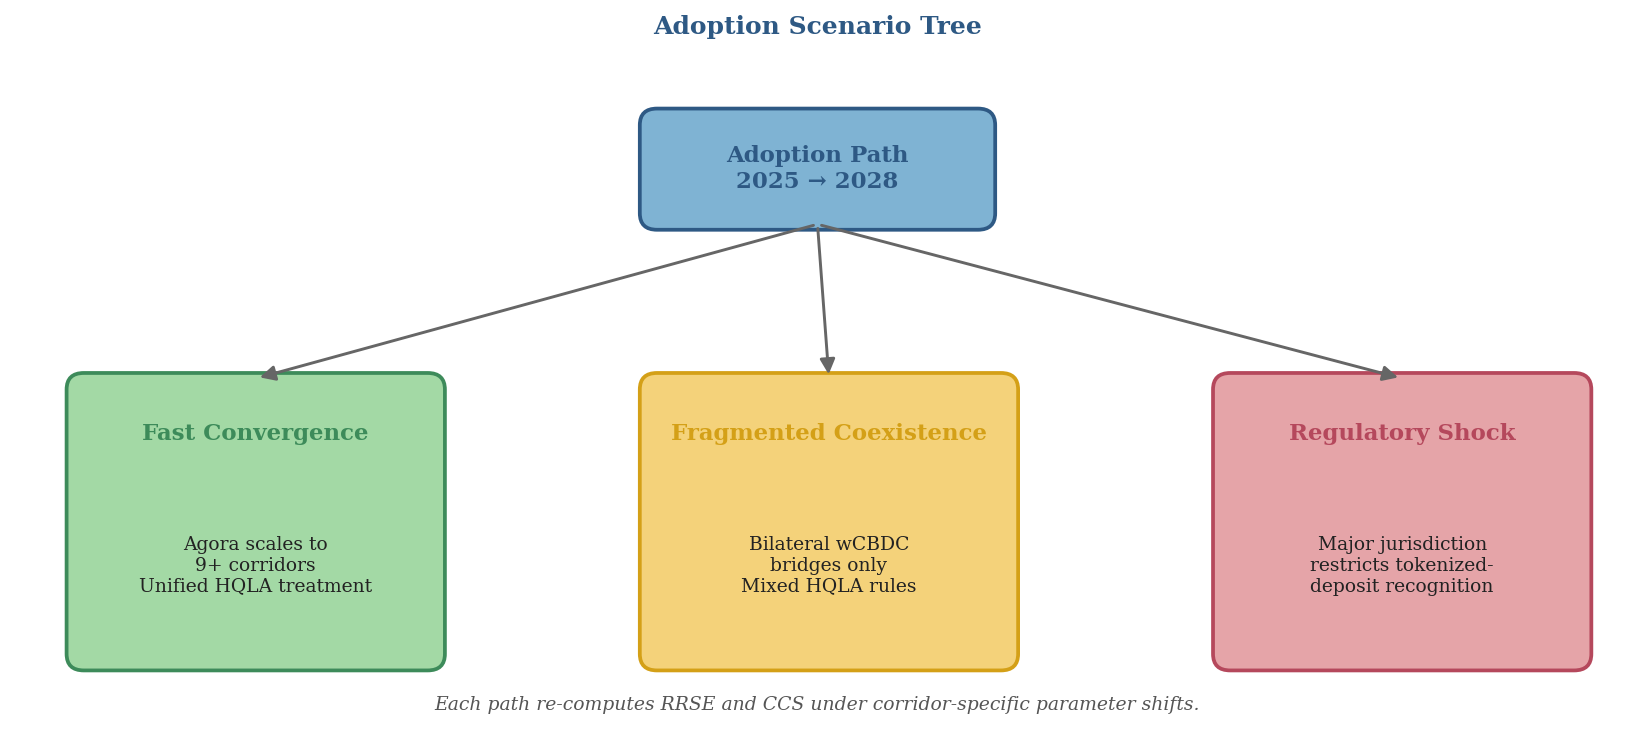 Adoption Scenario Tree
Adoption Path
2025 → 2028
Fast Convergence
Agora scales to
9+ corridors
Unified HQLA treatment
Fragmented Coexistence
Bilateral wCBDC
bridges only
Mixed HQLA rules
Regulatory Shock
Major jurisdiction
restricts tokenized-
deposit recognition
Each path re-computes RRSE and CCS under corridor-specific parameter shifts.